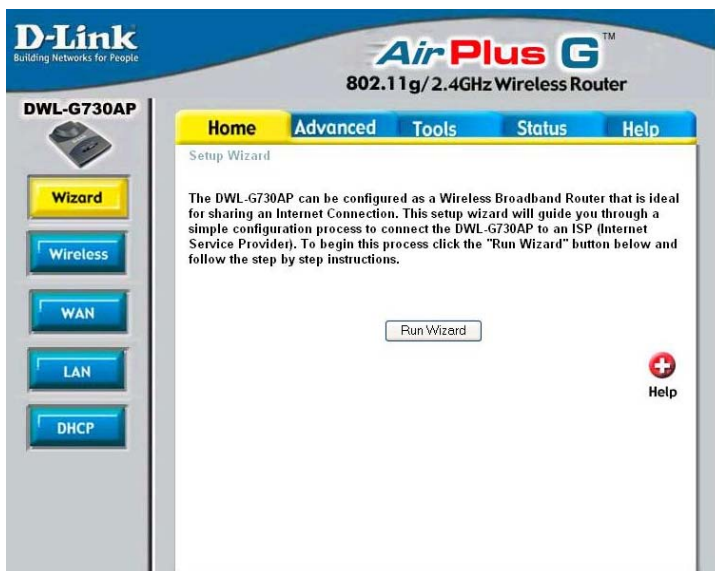 D-Link
Building Networks for People
Air Plus G TM
802.11g/2.4GHz Wireless Router
DWL-G730AP
Home Advanced Tools Status Help
Setup Wizard
The DWL-G730AP can be configured as a Wireless Broadband Router that is ideal
for sharing an Internet Connection. This setup wizard will guide you through a
simple configuration process to connect the DWL-G730AP to an ISP (Internet
Service Provider). To begin this process click the "Run Wizard" button below and
follow the step by step instructions.
Run Wizard
Help
Wizard
Wireless
WAN
LAN
DHCP